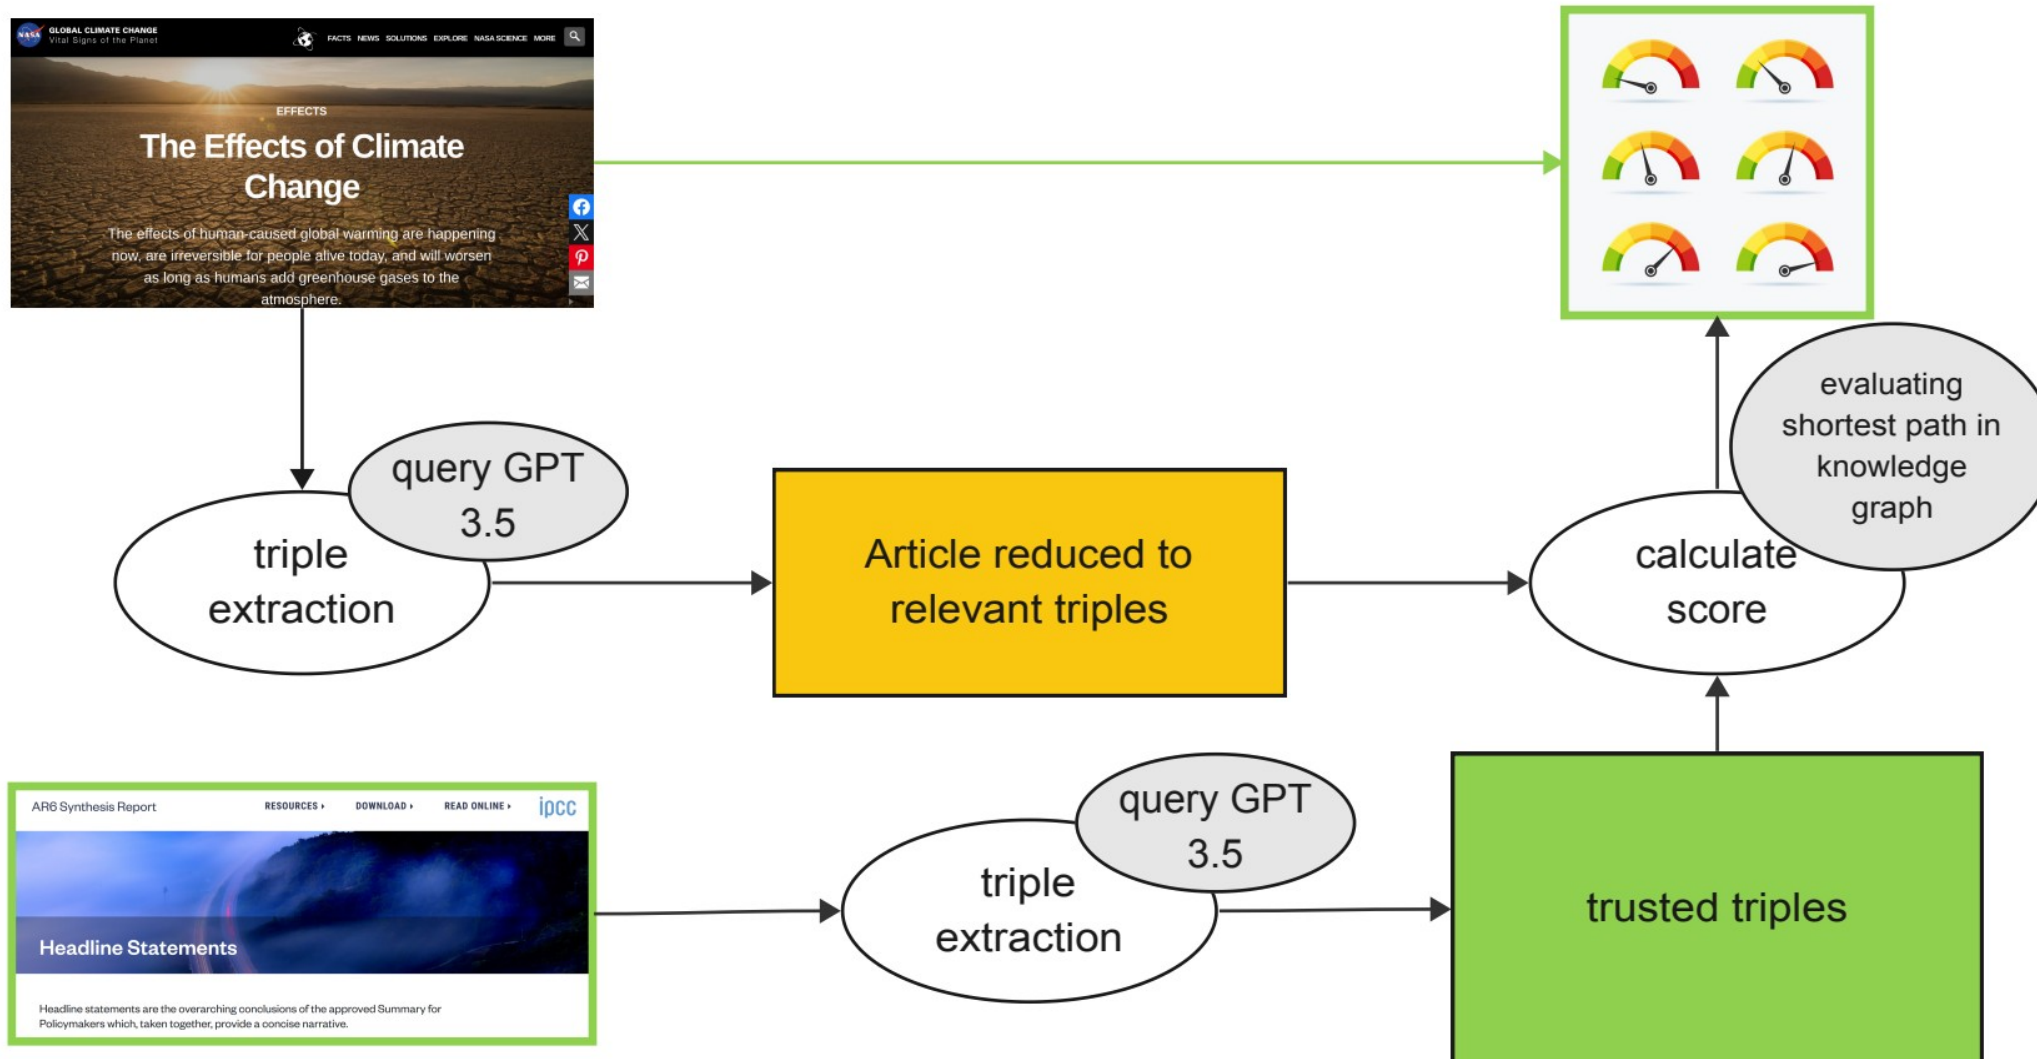 NASA
GLOBAL CLIMATE CHANGE
Vital Signs of the Planet
FACTS NEWS SOLUTIONS EXPLORE NASA SCIENCE MORE
EFFECTS
The Effects of Climate
Change
The effects of human-caused global warming are happening
now, are irreversible for people alive today, and will worsen
as long as humans add greenhouse gases to the
atmosphere.
evaluating
shortest path in
knowledge
graph
query GPT
3.5
triple
extraction
Article reduced to
relevant triples
calculate
score
AR6 Synthesis Report
RESOURCES
DOWNLOAD
READ ONLINE
ipcc
Headline Statements
Headline statements are the overarching conclusions of the approved Summary for
Policymakers which, taken together, provide a concise narrative.
query GPT
3.5
triple
extraction
trusted triples